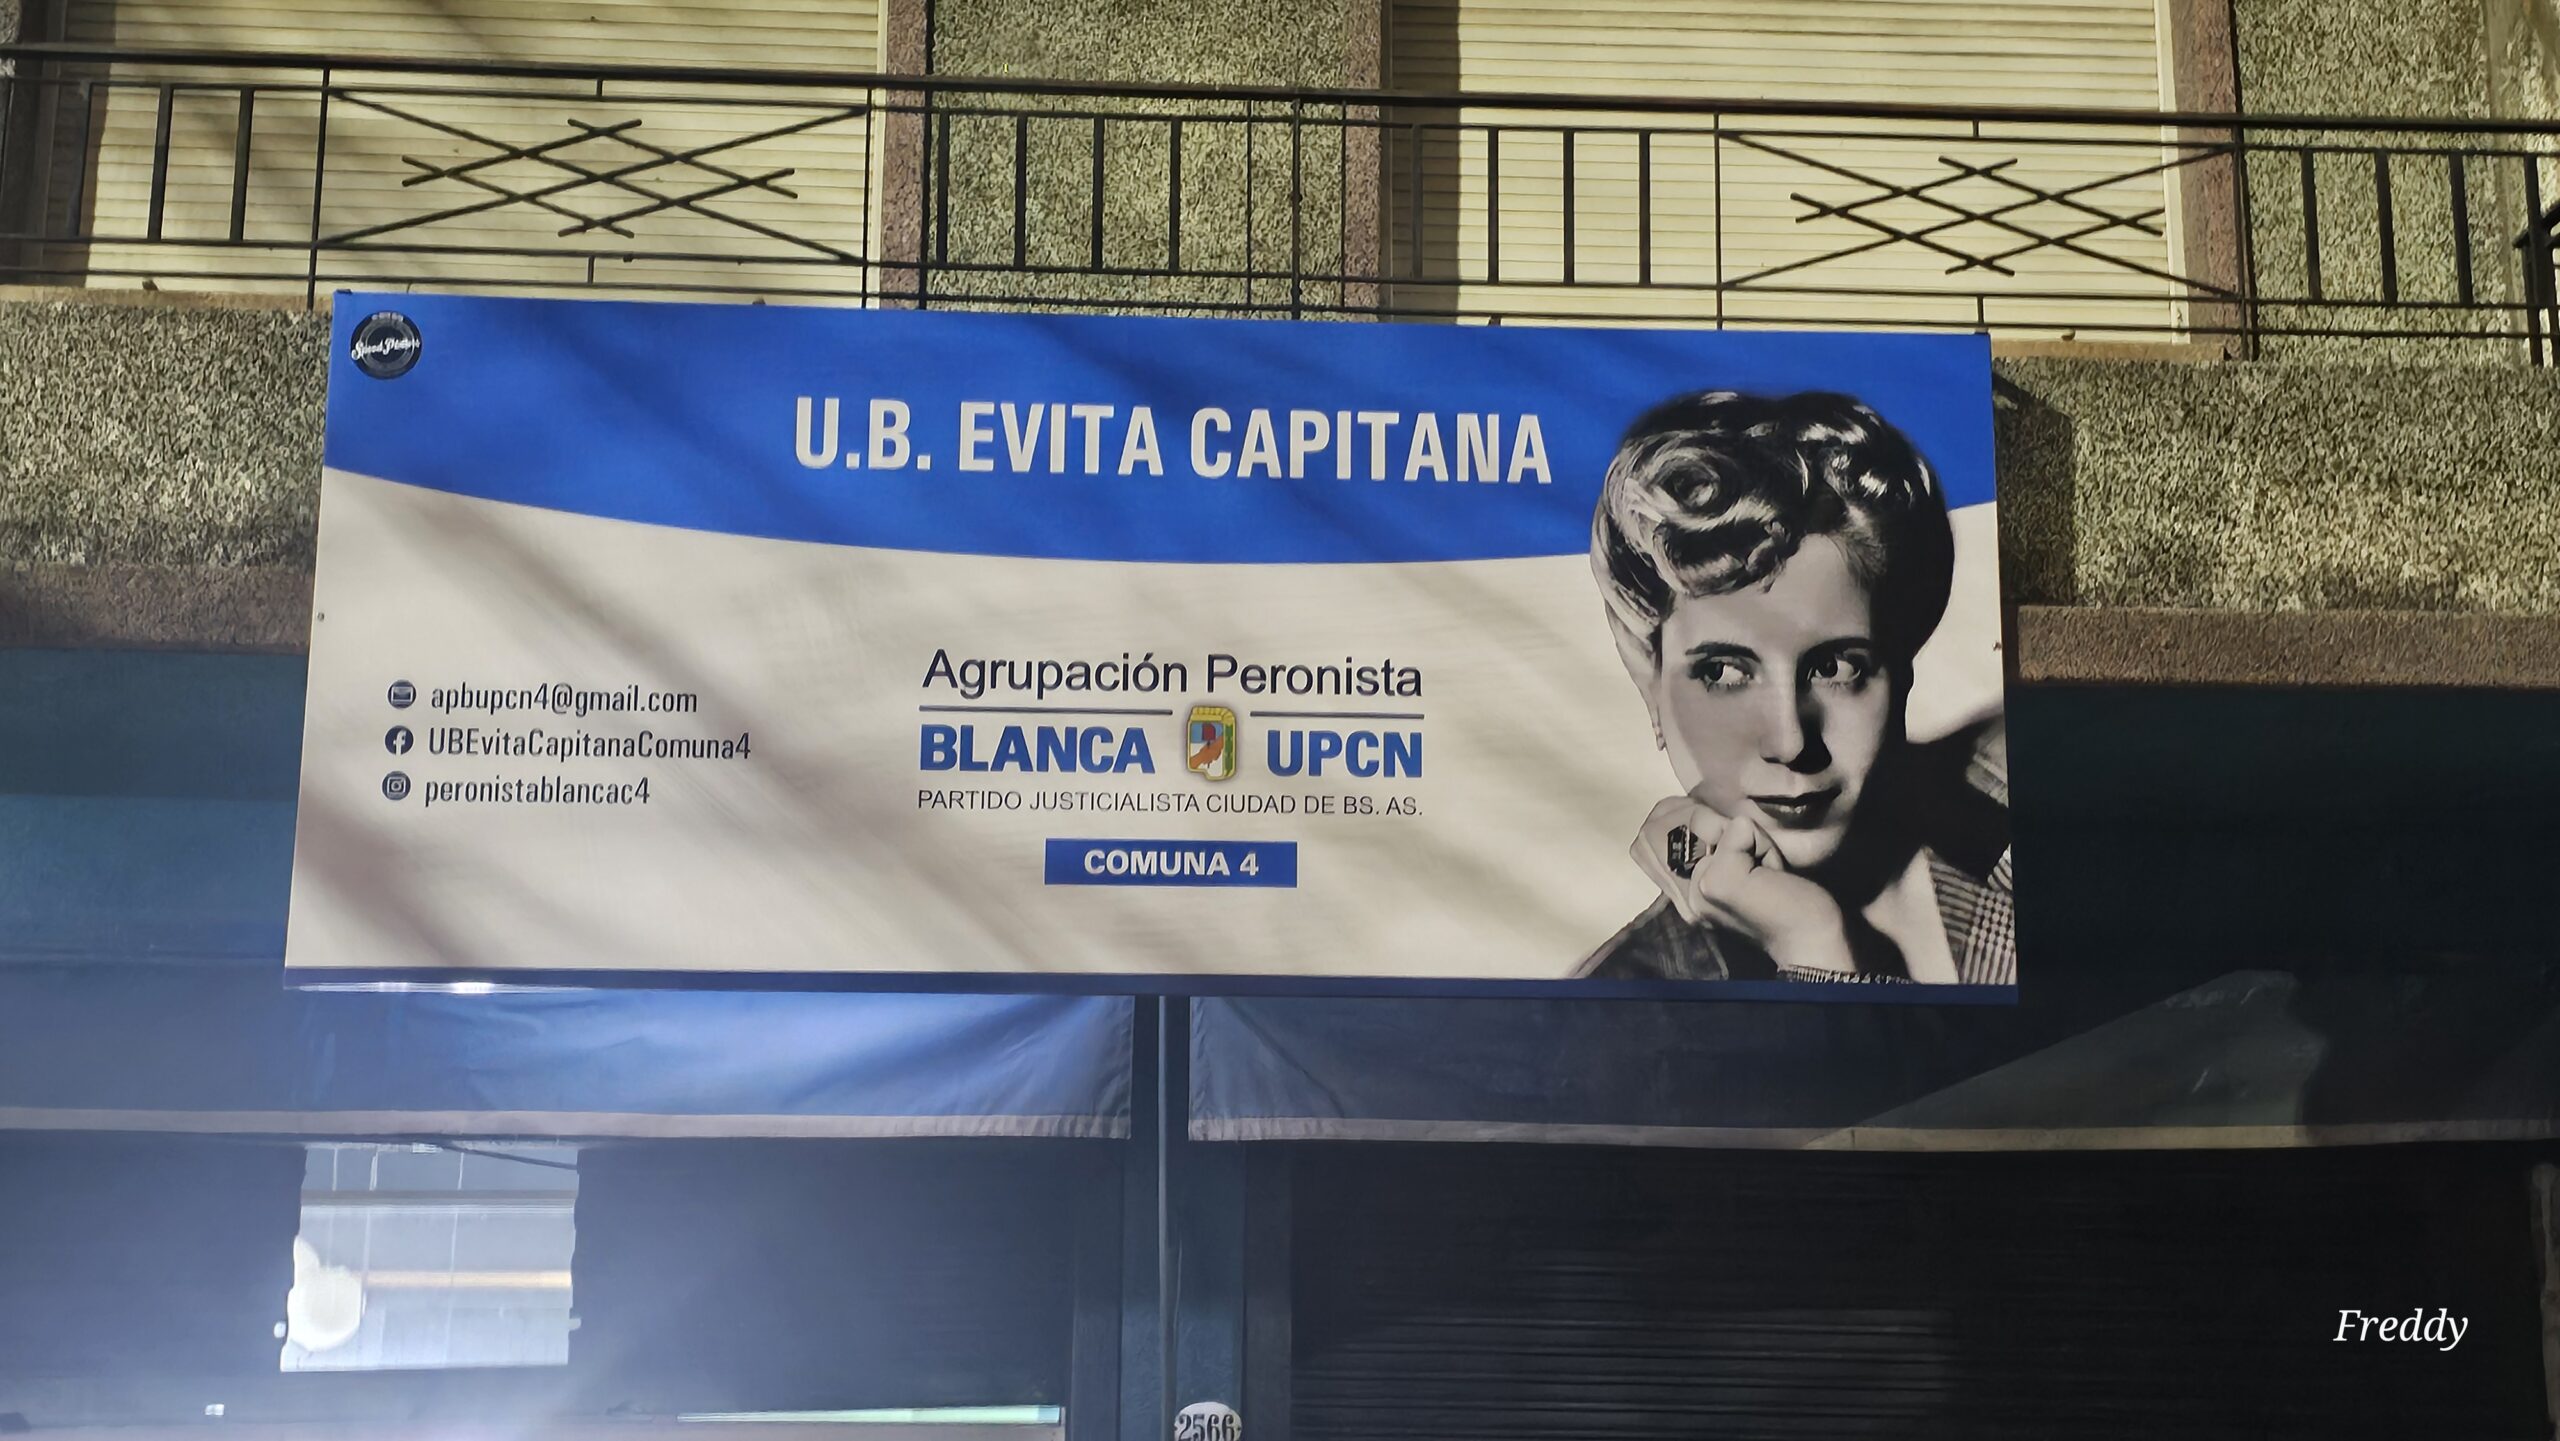 U.B. EVITA CAPITANA
apbupcn4@gmail.com
UBEvitaCapitanaComuna4
peronistablancac4
Agrupación Peronista
BLANCA UPCN
PARTIDO JUSTICIALISTA CIUDAD DE BS. AS.
COMUNA 4
Freddy
2566